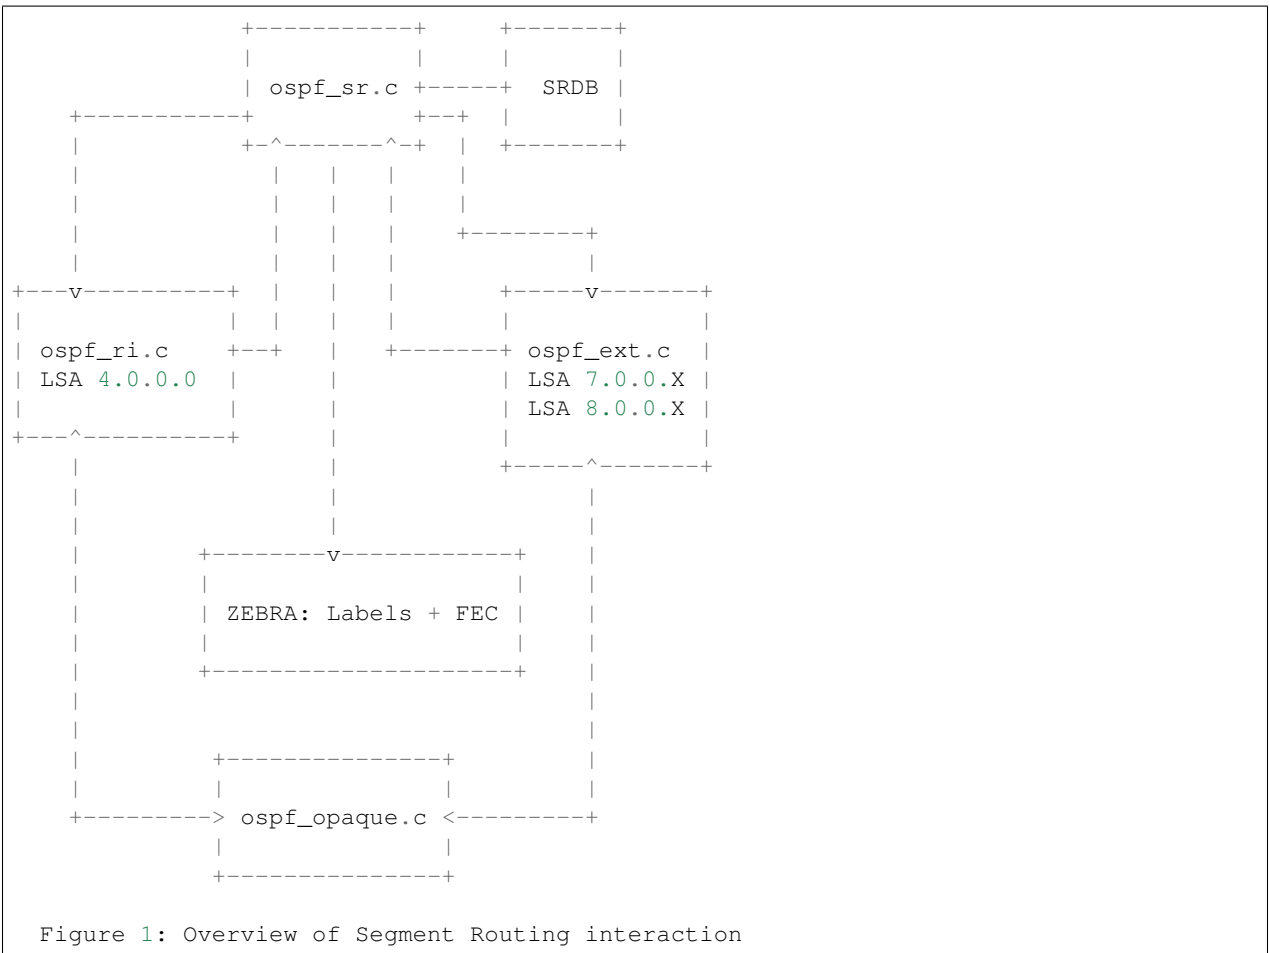 ospf_sr.c SRDB
ospf_ri.c ospf_ext.c
LSA 4.0.0.0 LSA 7.0.0.X
LSA 8.0.0.X
ZEBRA: Labels + FEC
ospf_opaque.c
Figure 1: Overview of Segment Routing interaction